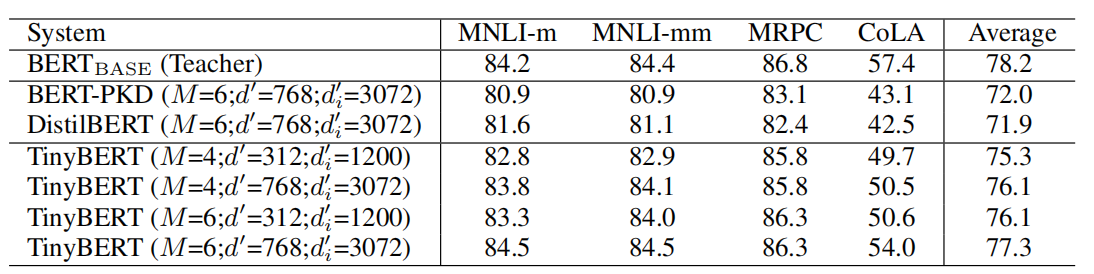 System MNLI-m MNLI-mm MRPC CoLA Average
BERT_BASE (Teacher) 84.2 84.4 86.8 57.4 78.2
BERT-PKD (M=6;d′=768;d′_i=3072) 80.9 80.9 83.1 43.1 72.0
DistilBERT (M=6;d′=768;d′_i=3072) 81.6 81.1 82.4 42.5 71.9
TinyBERT (M=4;d′=312;d′_i=1200) 82.8 82.9 85.8 49.7 75.3
TinyBERT (M=4;d′=768;d′_i=3072) 83.8 84.1 85.8 50.5 76.1
TinyBERT (M=6;d′=312;d′_i=1200) 83.3 84.0 86.3 50.6 76.1
TinyBERT (M=6;d′=768;d′_i=3072) 84.5 84.5 86.3 54.0 77.3